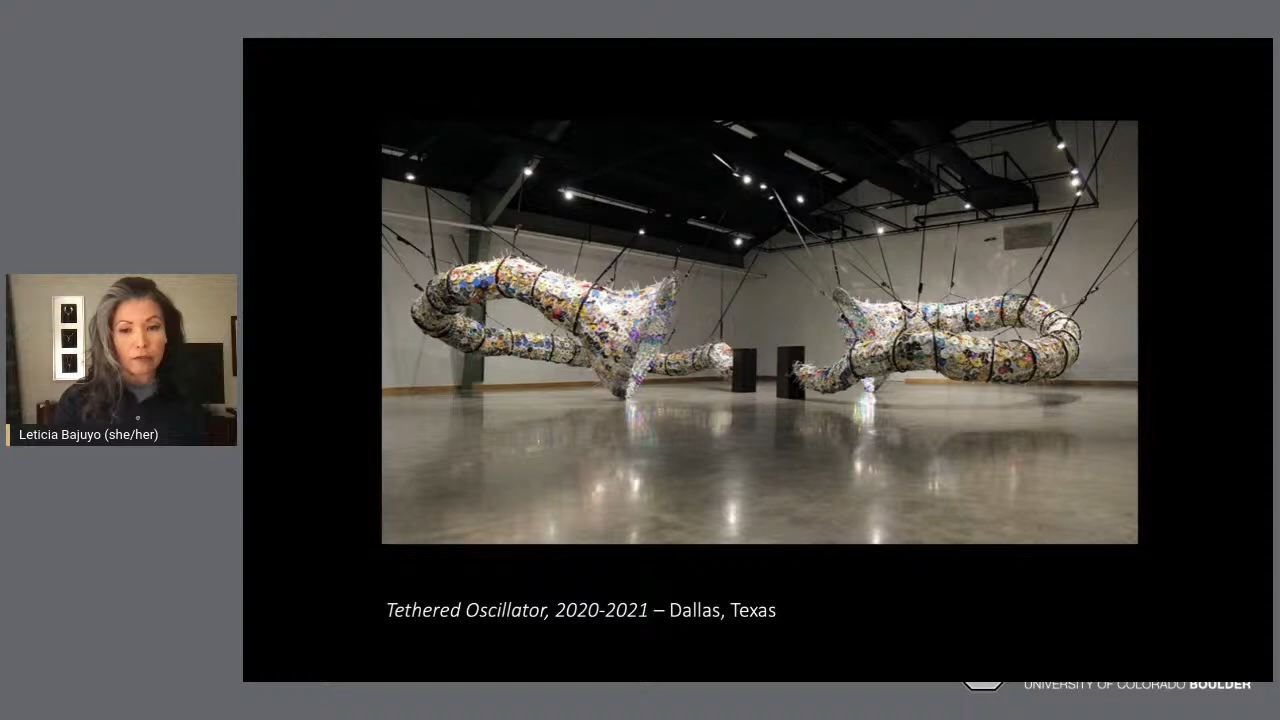 Leticia Bajuyo (she/her)
Tethered Oscillator, 2020-2021 – Dallas, Texas
UNIVERSITY OF COLORADO BOULDER